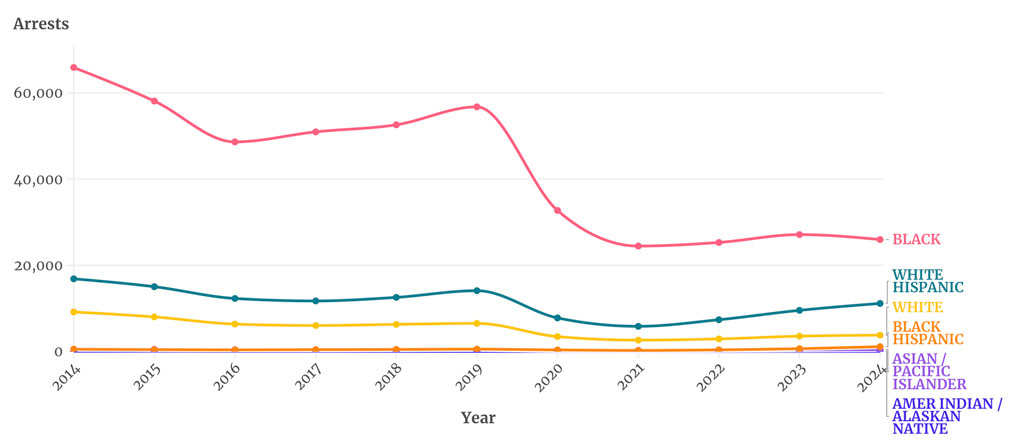 Arrests
60,000
40,000
20,000
0
BLACK
WHITE
HISPANIC
WHITE
BLACK
HISPANIC
ASIAN /
PACIFIC
ISLANDER
AMER INDIAN /
ALASKAN
NATIVE
2014 2015 2016 2017 2018 2019 2020 2021 2022 2023 2024
Year